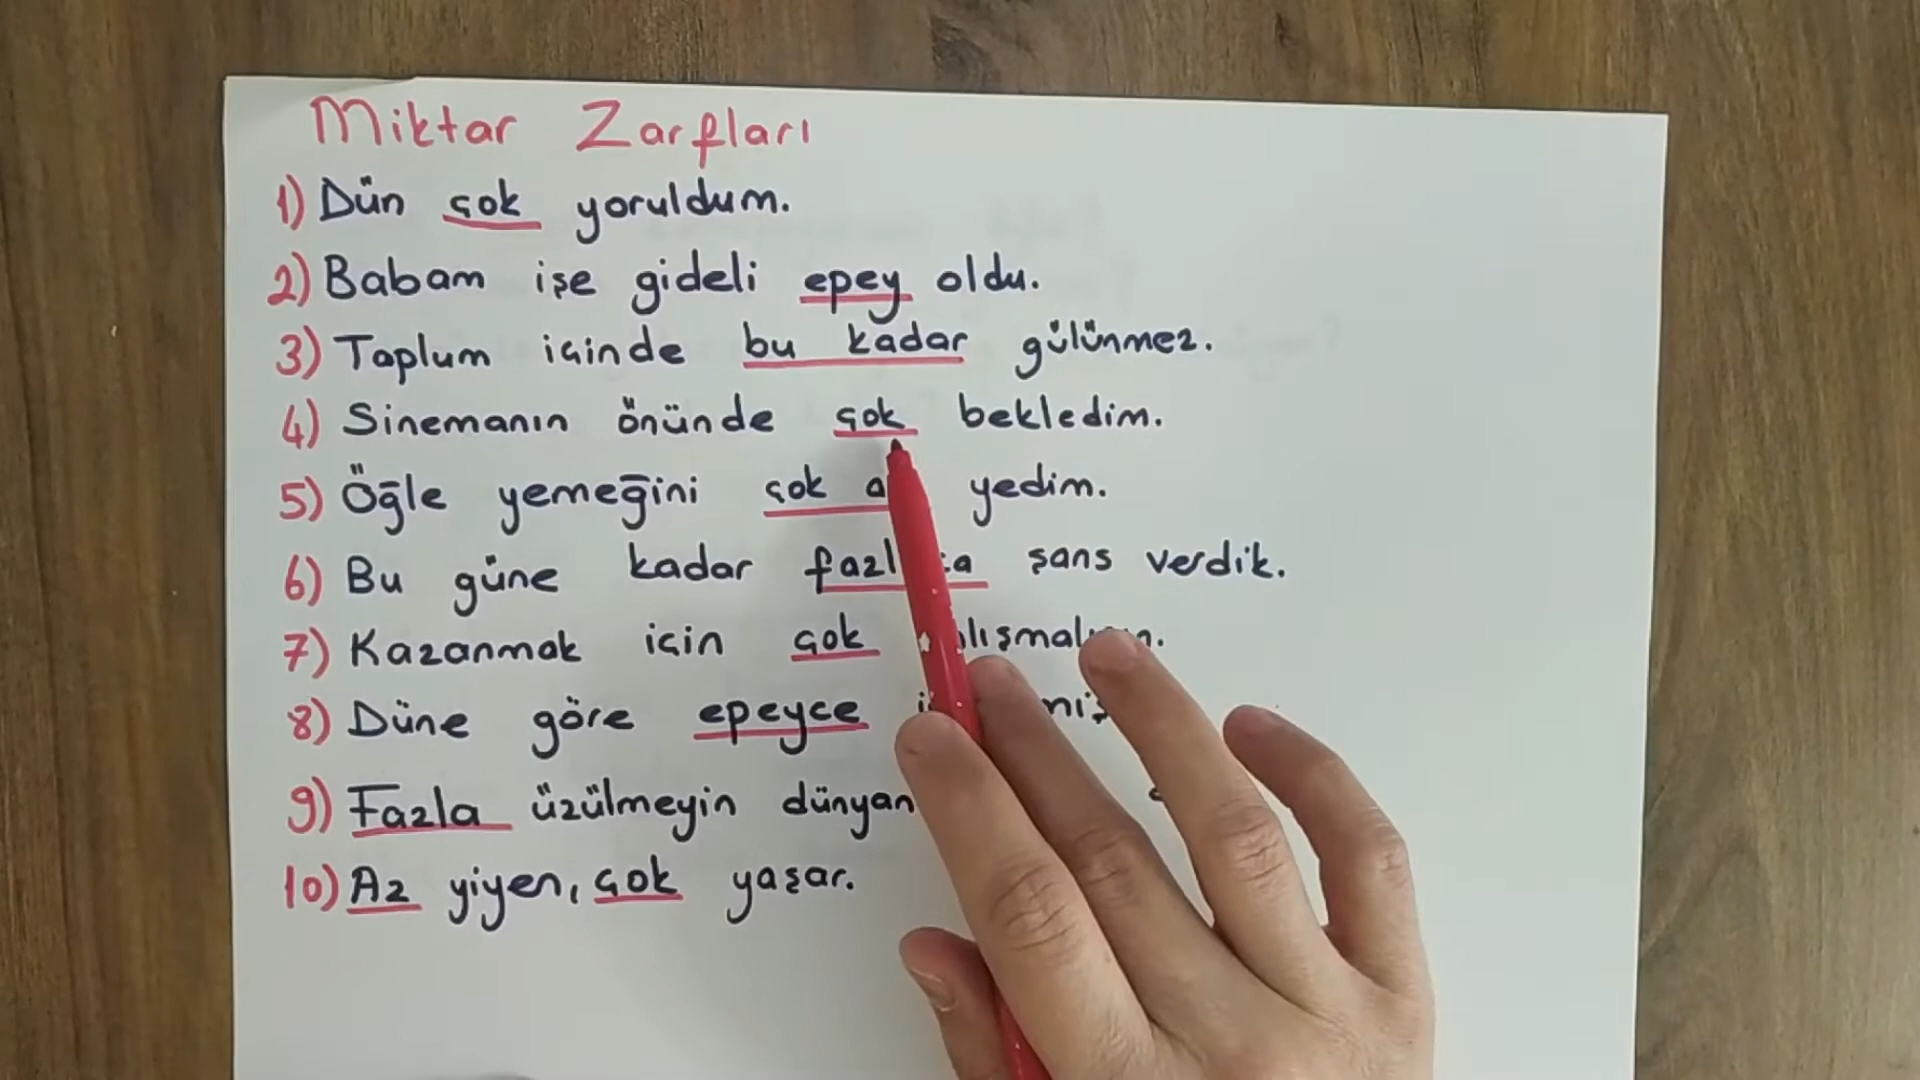 Miktar Zarfları
1) Dün çok yoruldum.
2) Babam işe gideli epey oldu.
3) Toplum içinde bu kadar gülünmez.
4) Sinemanın önünde çok bekledim.
5) Öğle yemeğini çok yedim.
6) Bu güne kadar şans verdik.
7) Kazanmak için çok
8) Düne göre epeyce
9) Fazla üzülmeyin
10) Az yiyen, çok yaşar.